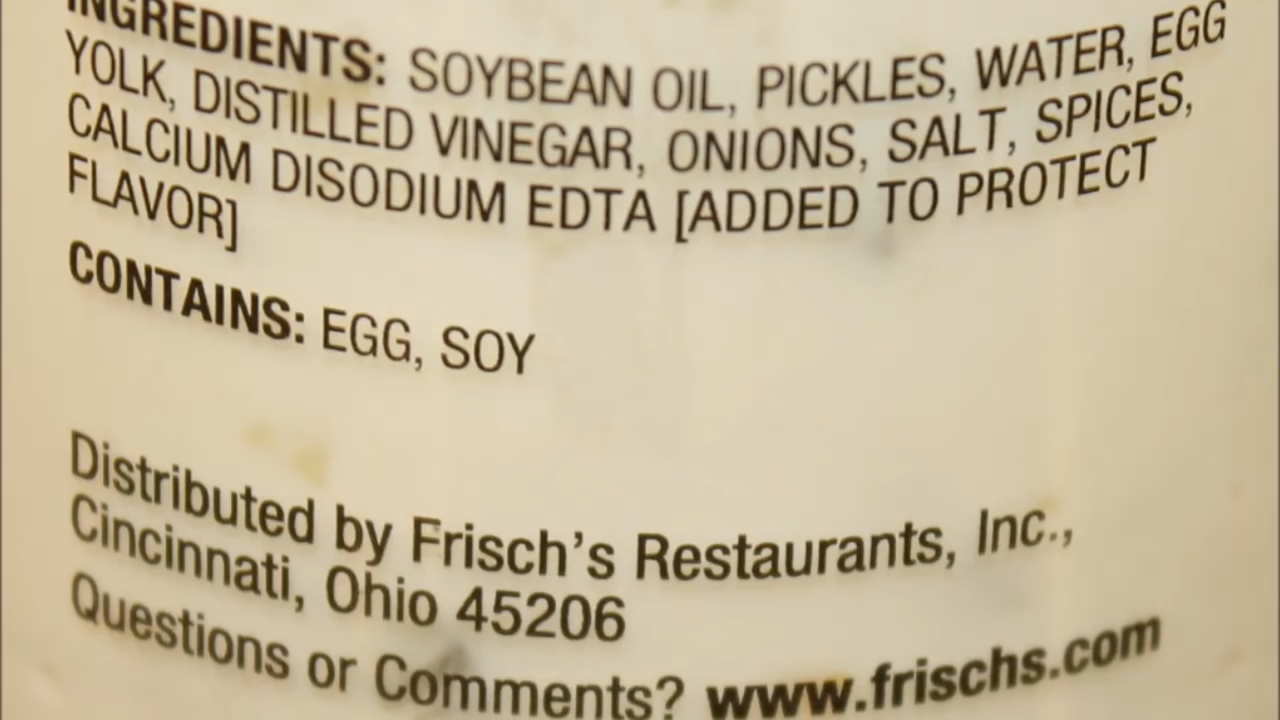 INGREDIENTS: SOYBEAN OIL, PICKLES, WATER, EGG
YOLK, DISTILLED VINEGAR, ONIONS, SALT, SPICES,
CALCIUM DISODIUM EDTA [ADDED TO PROTECT
FLAVOR]
CONTAINS: EGG, SOY
Distributed by Frisch's Restaurants, Inc.,
Cincinnati, Ohio 45206
Questions or Comments? www.frischs.com